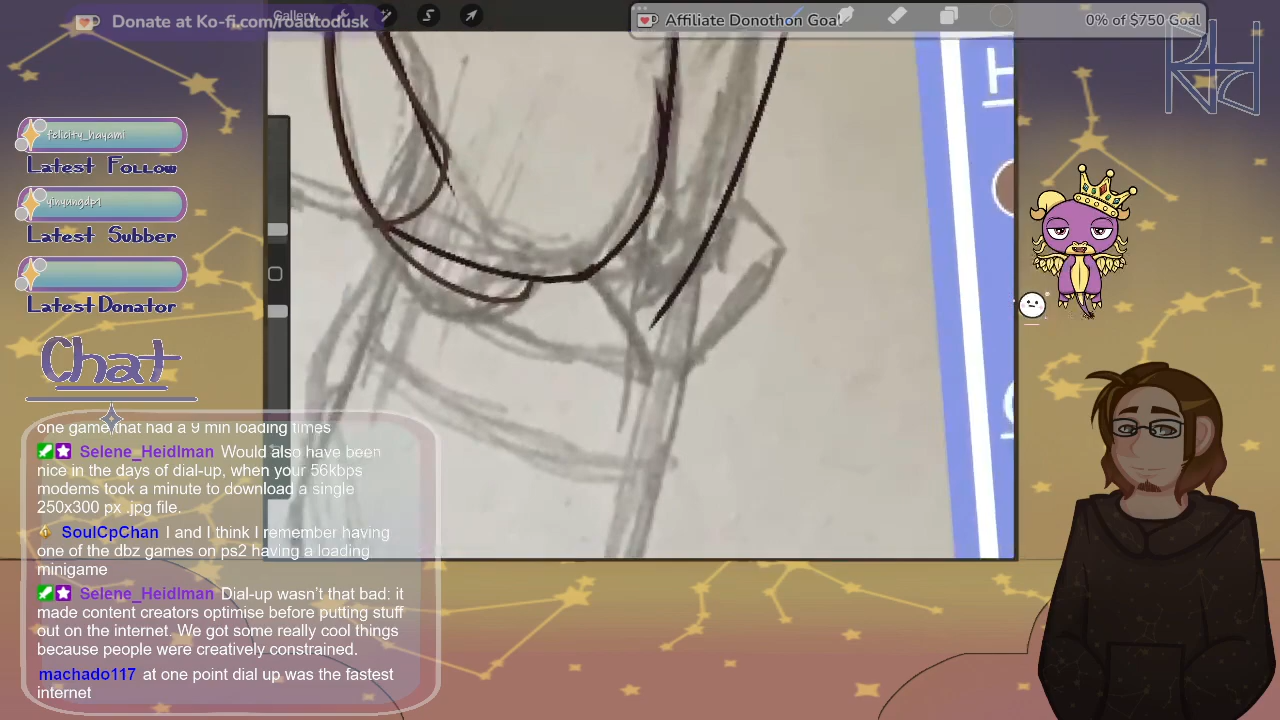 Donate at Ko-fi.com/roadtodusk
Gallery
Affiliate Donothon Goal
0% of $750 Goal
felicity_hayami
Latest Follow
yinyangdp1
Latest Subber
Latest Donator
Chat
one game that had a 9 min loading times
Selene_Heidlman Would also have been
nice in the days of dial-up, when your 56kbps
modems took a minute to download a single
250x300 px .jpg file.
SoulCpChan I and I think I remember having
one of the dbz games on ps2 having a loading
minigame
Selene_Heidlman Dial-up wasn't that bad: it
made content creators optimise before putting stuff
out on the internet. We got some really cool things
because people were creatively constrained.
machado117 at one point dial up was the fastest
internet